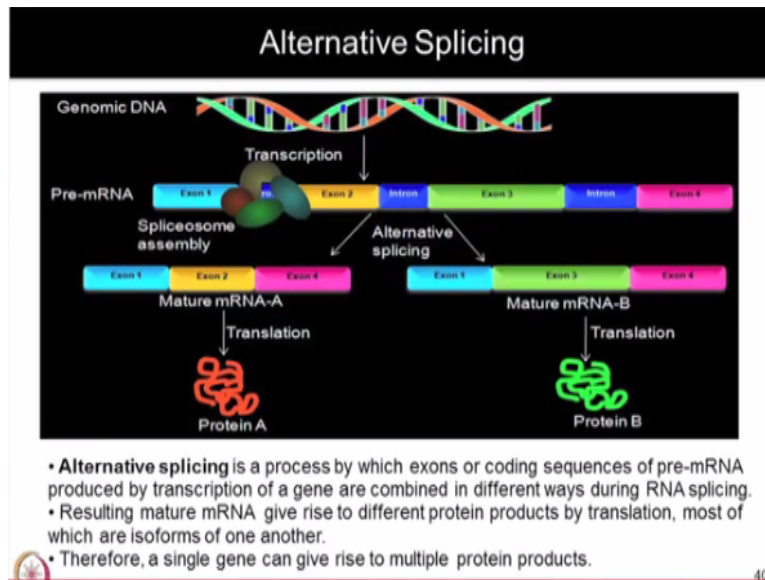 Alternative Splicing
Genomic DNA
Transcription
Pre-mRNA
Exon 1
Exon 2
Intron
Exon 3
Intron
Exon 4
Spliceosome
assembly
Alternative
splicing
Exon 1
Exon 2
Exon 4
Exon 1
Exon 3
Exon 4
Mature mRNA-A
Mature mRNA-B
Translation
Translation
Protein A
Protein B
• Alternative splicing is a process by which exons or coding sequences of pre-mRNA
produced by transcription of a gene are combined in different ways during RNA splicing.
• Resulting mature mRNA give rise to different protein products by translation, most of
which are isoforms of one another.
• Therefore, a single gene can give rise to multiple protein products.